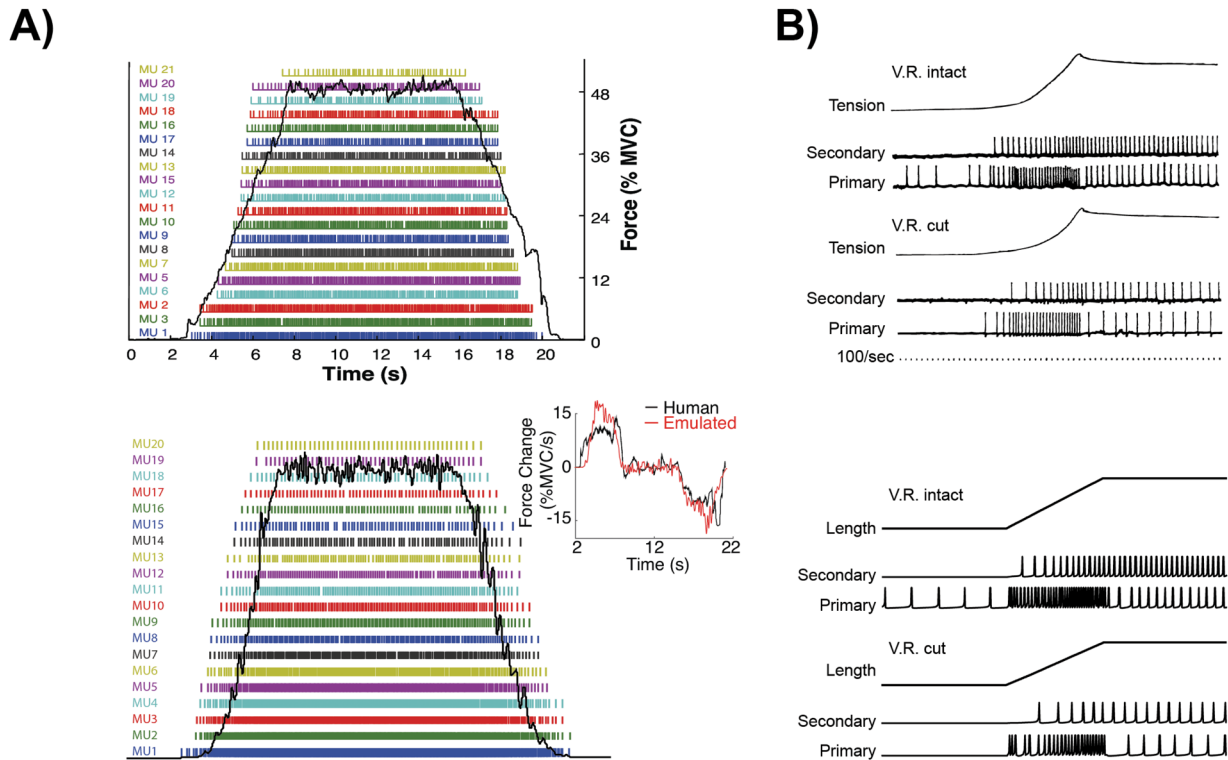 A)
MU 21
MU 20
MU 19
MU 18
MU 16
MU 17
MU 14
MU 13
MU 15
MU 12
MU 11
MU 10
MU 9
MU 8
MU 7
MU 5
MU 6
MU 2
MU 3
MU 1
48
36
24
12
0
Force (% MVC)
0 2 4 6 8 10 12 14 16 18 20
Time (s)
MU20
MU19
MU18
MU17
MU16
MU15
MU14
MU13
MU12
MU11
MU10
MU9
MU8
MU7
MU6
MU5
MU4
MU3
MU2
MU1
Human
Emulated
Force Change
(%MVC/s)
15
0
-15
2 12 22
Time (s)
B)
V.R. intact
Tension
Secondary
Primary
V.R. cut
Tension
Secondary
Primary
100/sec
V.R. intact
Length
Secondary
Primary
V.R. cut
Length
Secondary
Primary